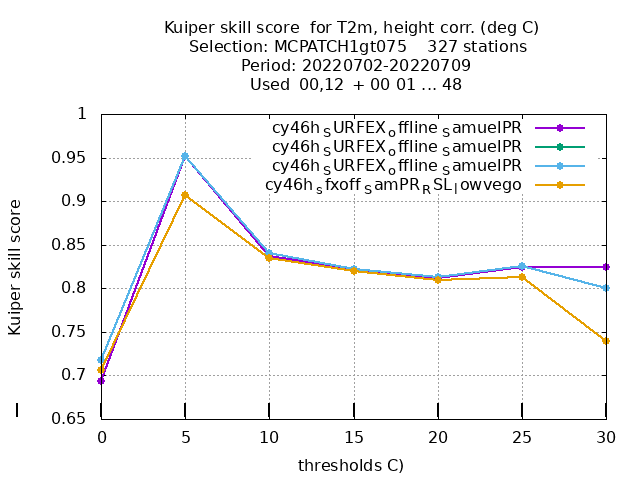 Kuiper skill score  for T2m, height corr. (deg C)
Selection: MCPATCH1gt075    327 stations
Period: 20220702-20220709
Used  00,12  + 00 01 ... 48
cy46h_SURFEX_offline_SamuelPR
cy46h_SURFEX_offline_SamuelPR
cy46h_SURFEX_offline_SamuelPR
cy46h_sfxoff_SamPR_RSL_lowvego
Kuiper skill score
1
0.95
0.9
0.85
0.8
0.75
0.7
0.65
0 5 10 15 20 25 30
thresholds C)